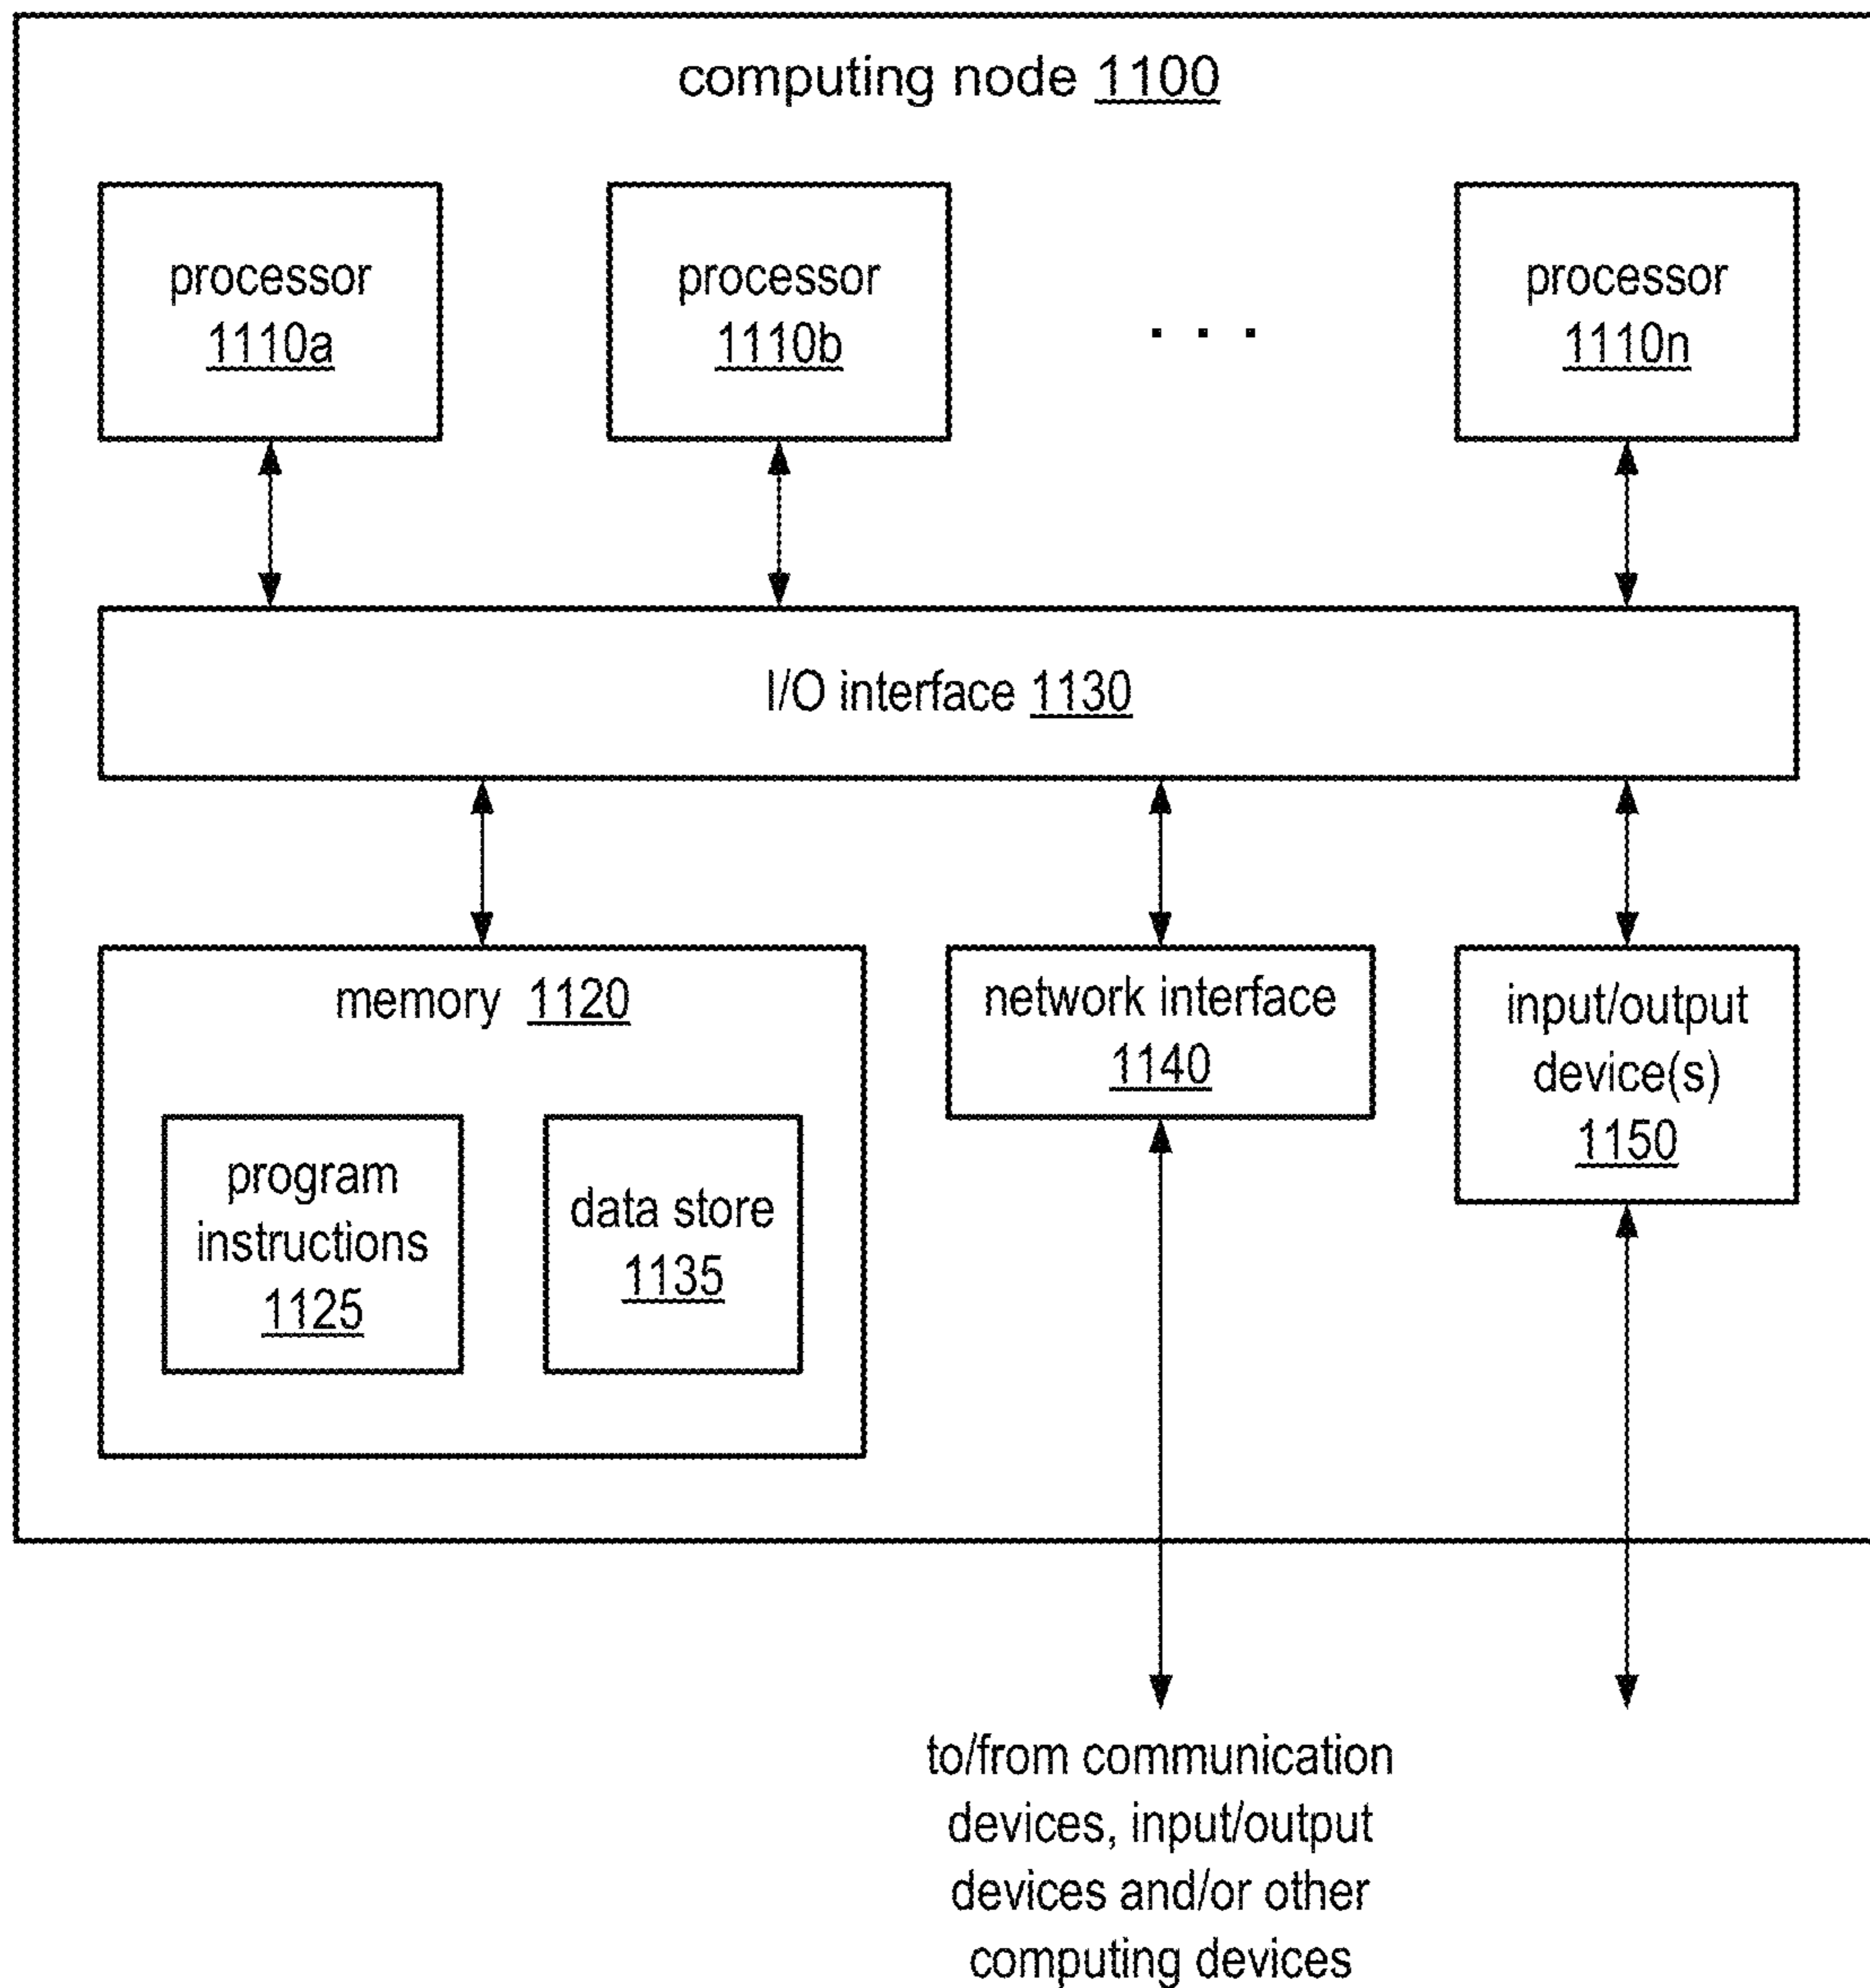 computing node 1100
processor
1110a
processor
1110b
. . .
processor
1110n
I/O interface 1130
memory 1120
program
instructions
1125
data store
1135
network interface
1140
input/output
device(s)
1150
to/from communication
devices, input/output
devices and/or other
computing devices